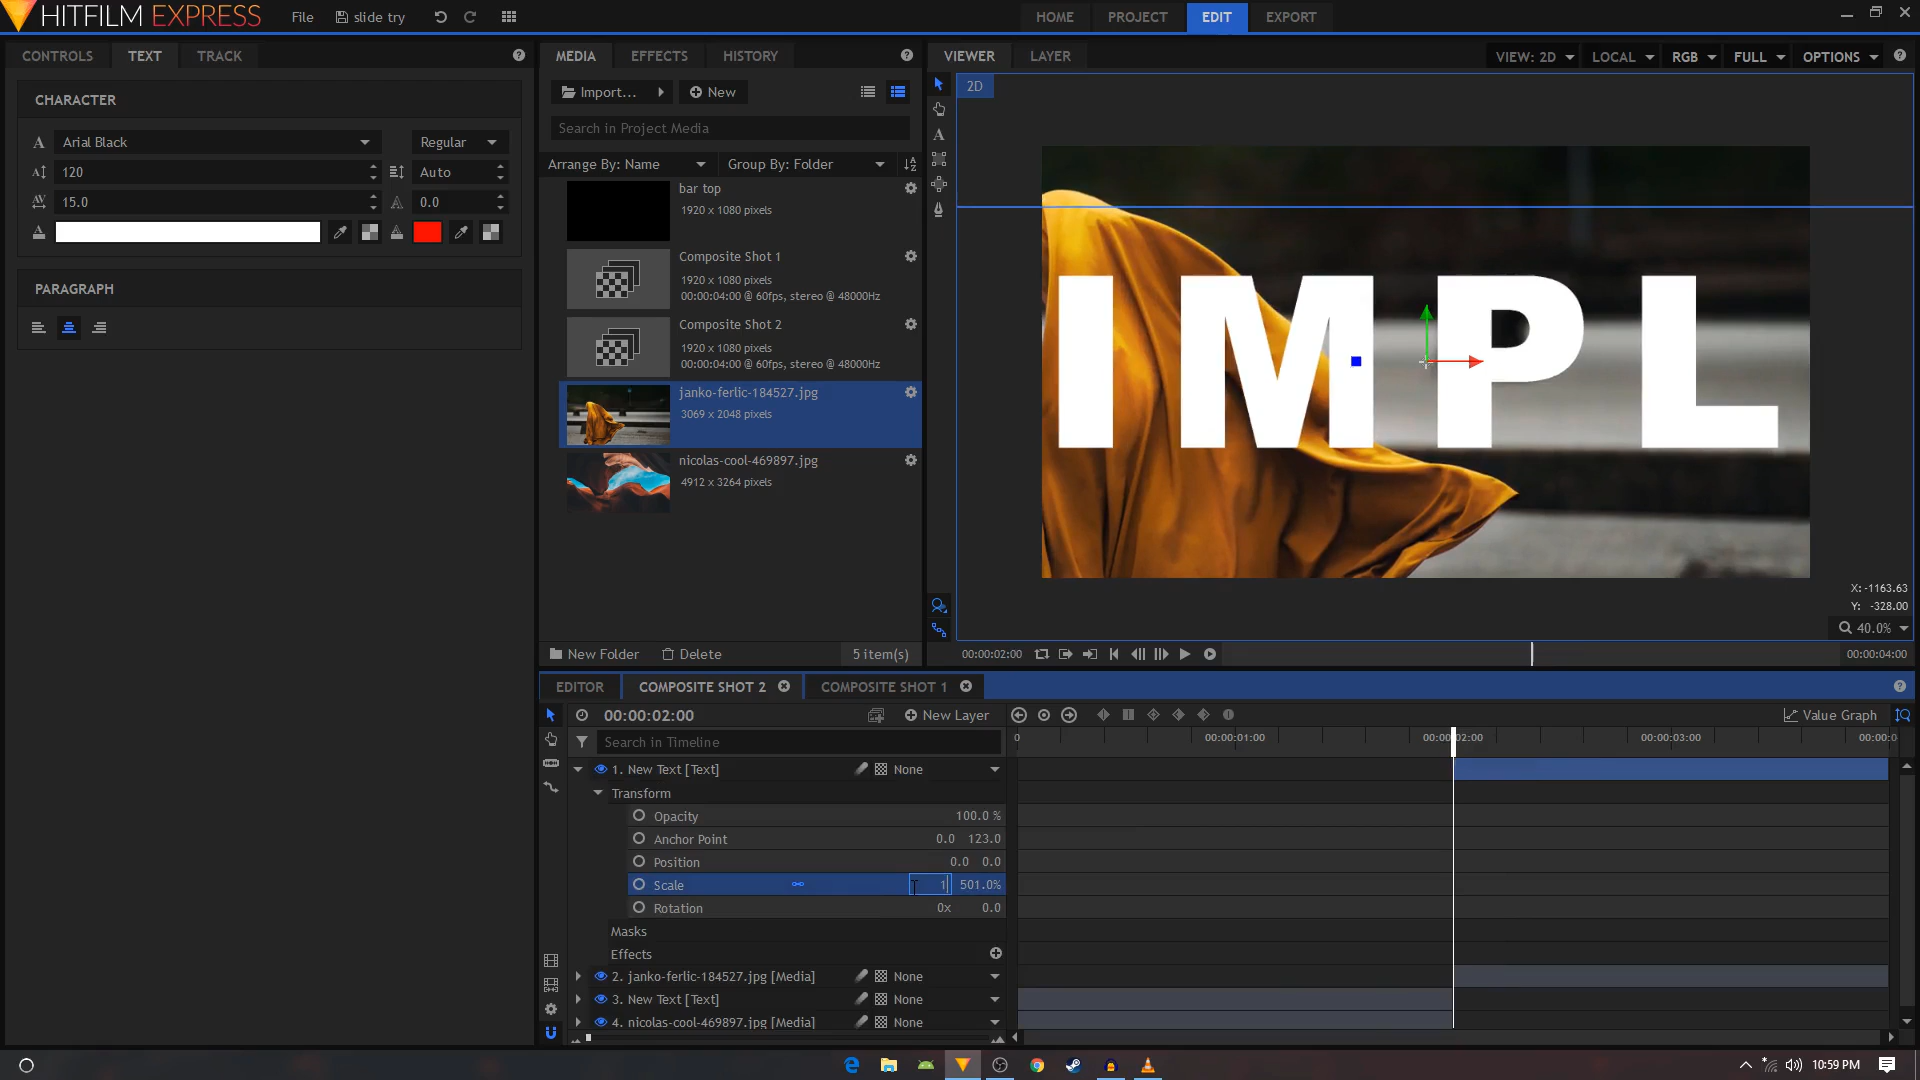 HITFILM EXPRESS
File
slide try
HOME
PROJECT
EDIT
EXPORT
CONTROLS
TEXT
TRACK
MEDIA
EFFECTS
HISTORY
VIEWER
LAYER
VIEW: 2D
LOCAL
RGB
FULL
OPTIONS
CHARACTER
Arial Black
Regular
120
Auto
15.0
0.0
PARAGRAPH
Import...
New
Search in Project Media
Arrange By: Name
Group By: Folder
bar top
1920 x 1080 pixels
Composite Shot 1
1920 x 1080 pixels
00:00:04:00 @ 60fps, stereo @ 48000Hz
Composite Shot 2
1920 x 1080 pixels
00:00:04:00 @ 60fps, stereo @ 48000Hz
janko-ferlic-184527.jpg
3069 x 2048 pixels
nicolas-cool-469897.jpg
4912 x 3264 pixels
New Folder
Delete
5 item(s)
2D
IMPL
X: -1163.63
Y: -328.00
40.0%
00:00:02:00
00:00:04:00
EDITOR
COMPOSITE SHOT 2
COMPOSITE SHOT 1
00:00:02:00
New Layer
Value Graph
Search in Timeline
0
00:00:01:00
00:00:02:00
00:00:03:00
00:00:0
1. New Text [Text]
None
Transform
Opacity
100.0 %
Anchor Point
0.0 123.0
Position
0.0 0.0
Scale
1
501.0%
Rotation
0x 0.0
Masks
Effects
2. janko-ferlic-184527.jpg [Media]
None
3. New Text [Text]
None
4. nicolas-cool-469897.jpg [Media]
None
10:59 PM